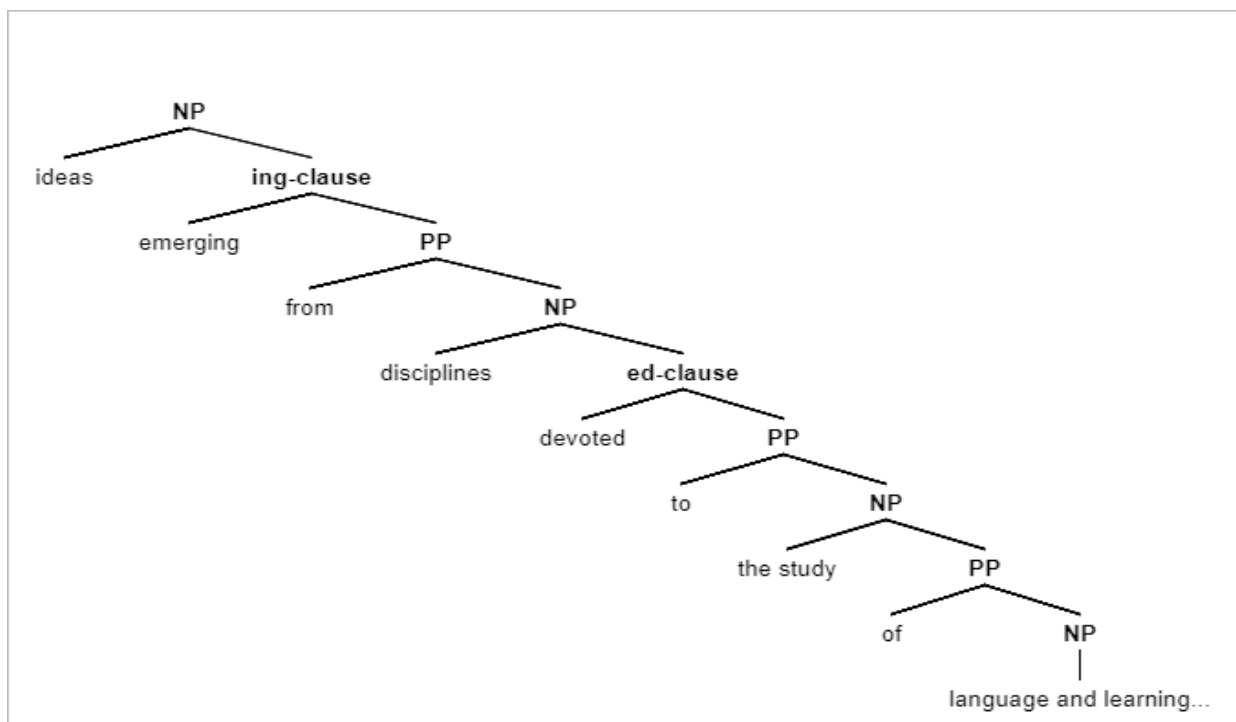 NP
ideas
ing-clause
emerging
PP
from
NP
disciplines
ed-clause
devoted
PP
to
NP
the study
PP
of
NP
language and learning...